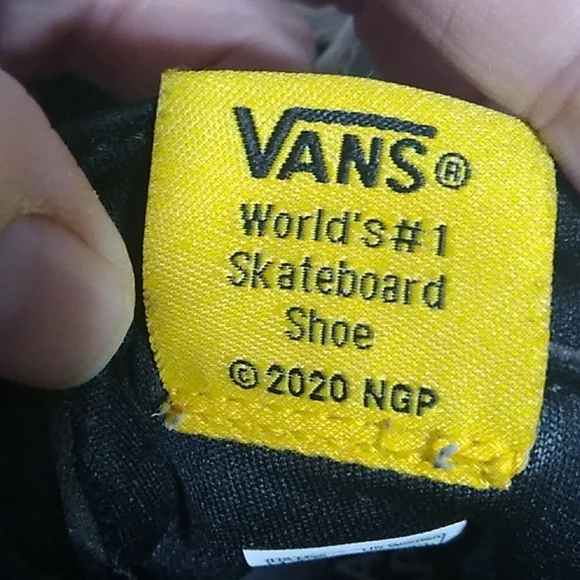 VANS®
World's #1
Skateboard
Shoe
© 2020 NGP